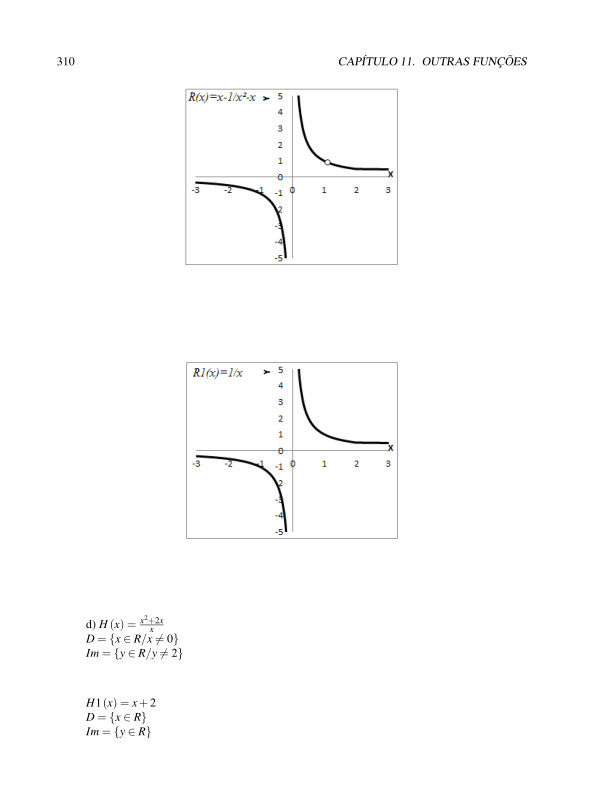 310 CAPÍTULO 11. OUTRAS FUNÇÕES
R(x)=x-1/x²-x Y 5
4
3
2
1
0 X
-3 -2 -1 -1 0 1 2 3
-2
-3
-4
-5
R1(x)=1/x Y 5
4
3
2
1
0 X
-3 -2 -1 -1 0 1 2 3
-2
-3
-4
-5
d) H (x) = \frac{x²+2x}{x}
D = {x ∈ R/x ≠ 0}
Im = {y ∈ R/y ≠ 2}
H1 (x) = x + 2
D = {x ∈ R}
Im = {y ∈ R}